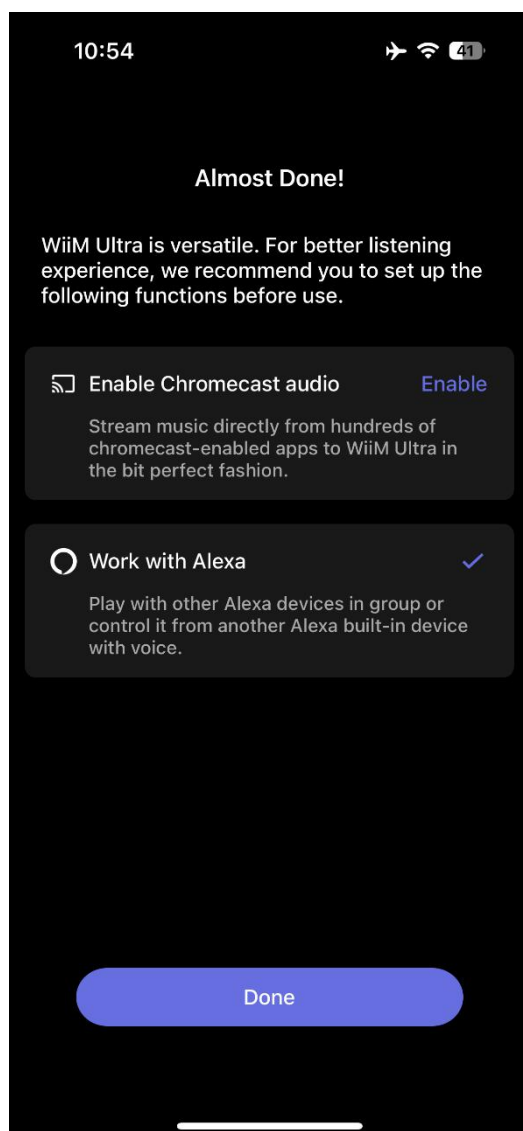 10:54
41
Almost Done!
WiiM Ultra is versatile. For better listening
experience, we recommend you to set up the
following functions before use.
Enable Chromecast audio
Enable
Stream music directly from hundreds of
chromecast-enabled apps to WiiM Ultra in
the bit perfect fashion.
Work with Alexa
Play with other Alexa devices in group or
control it from another Alexa built-in device
with voice.
Done